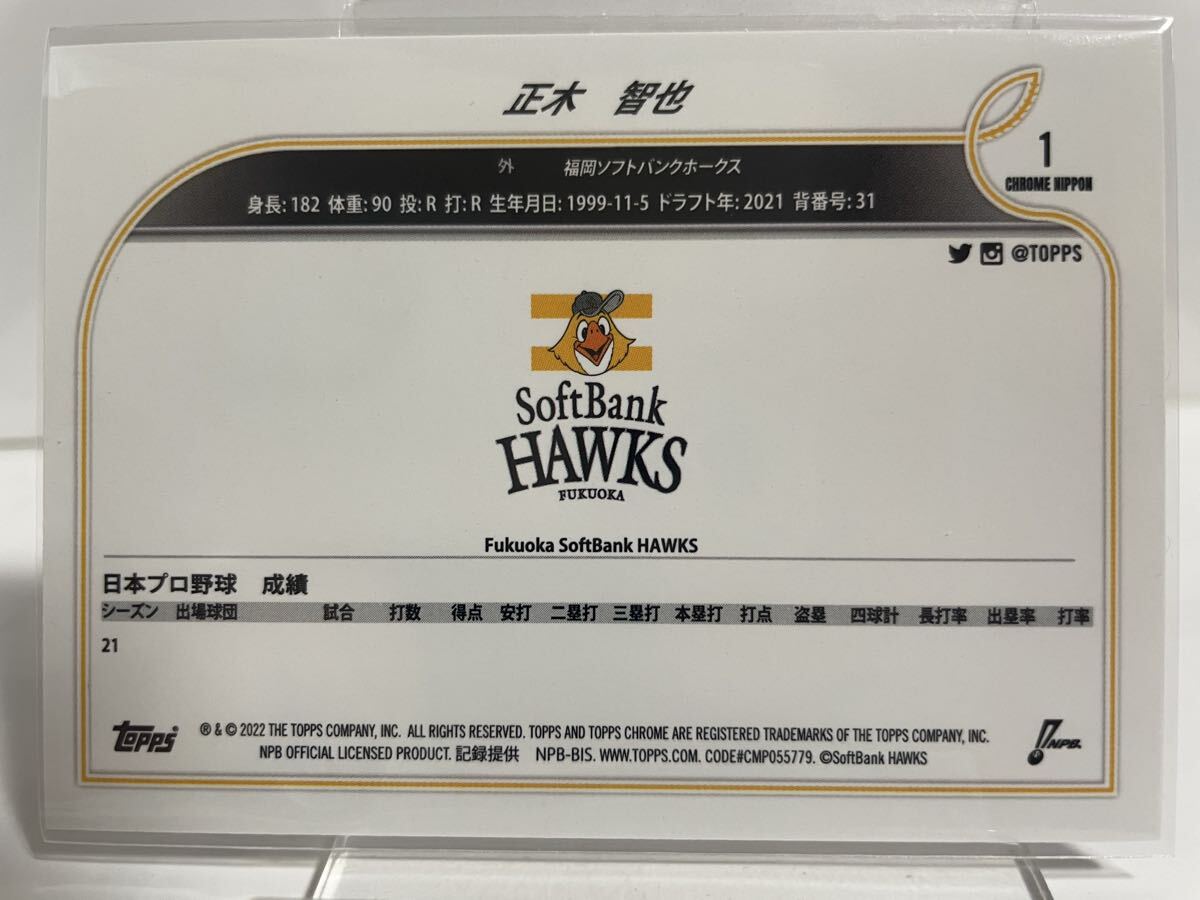 正木 智也
1
CHROME NIPPON
外 福岡ソフトバンクホークス
身長: 182 体重: 90 投: R 打: R 生年月日: 1999-11-5 ドラフト年: 2021 背番号: 31
@TOPPS
SoftBank
HAWKS
FUKUOKA
Fukuoka SoftBank HAWKS
日本プロ野球 成績
シーズン 出場球団 試合 打数 得点 安打 二塁打 三塁打 本塁打 打点 盗塁 四球計 長打率 出塁率 打率
21
Topps
® & © 2022 THE TOPPS COMPANY, INC. ALL RIGHTS RESERVED. TOPPS AND TOPPS CHROME ARE REGISTERED TRADEMARKS OF THE TOPPS COMPANY, INC.
NPB OFFICIAL LICENSED PRODUCT. 記録提供 NPB-BIS. WWW.TOPPS.COM. CODE#CMP055779. ©SoftBank HAWKS
NPB